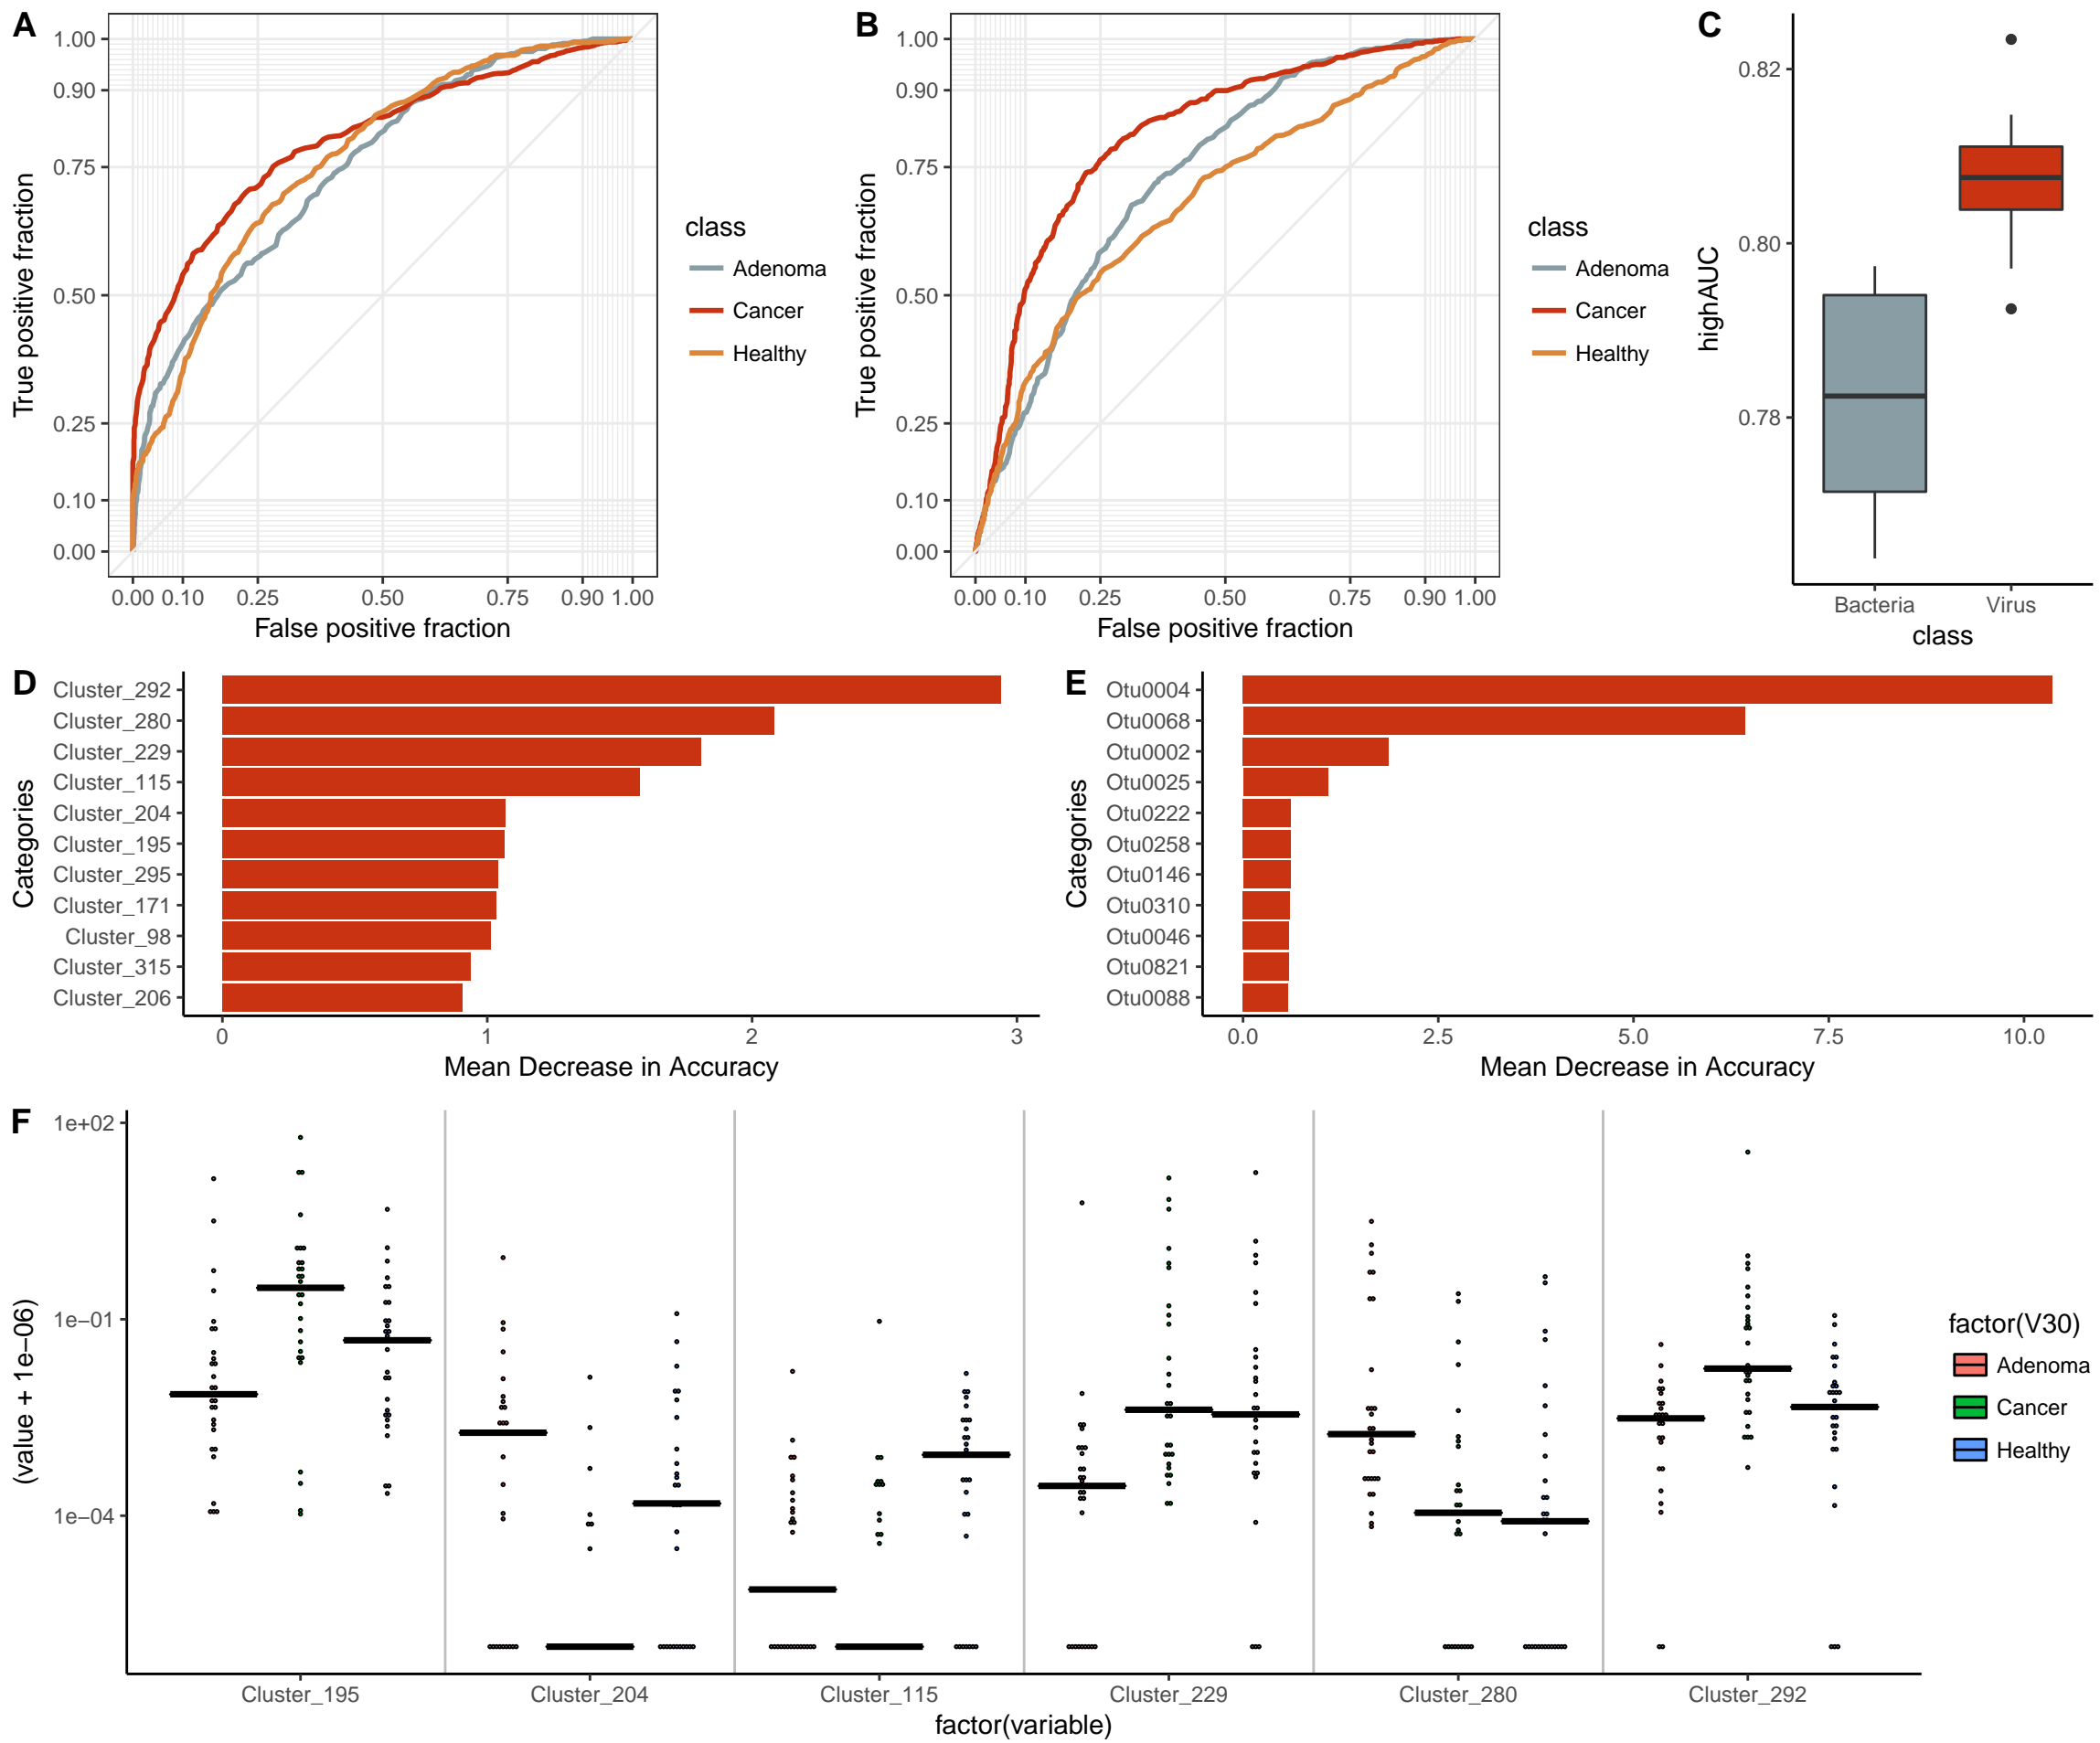 A
True positive fraction
1.00
0.90
0.75
0.50
0.25
0.10
0.00
0.00 0.10 0.25 0.50 0.75 0.90 1.00
False positive fraction
class
Adenoma
Cancer
Healthy
B
True positive fraction
1.00
0.90
0.75
0.50
0.25
0.10
0.00
0.00 0.10 0.25 0.50 0.75 0.90 1.00
False positive fraction
class
Adenoma
Cancer
Healthy
C
highAUC
0.82
0.80
0.78
Bacteria Virus
class
D
Categories
Cluster_292
Cluster_280
Cluster_229
Cluster_115
Cluster_204
Cluster_195
Cluster_295
Cluster_171
Cluster_98
Cluster_315
Cluster_206
0 1 2 3
Mean Decrease in Accuracy
E
Categories
Otu0004
Otu0068
Otu0002
Otu0025
Otu0222
Otu0258
Otu0146
Otu0310
Otu0046
Otu0821
Otu0088
0.0 2.5 5.0 7.5 10.0
Mean Decrease in Accuracy
F
(value + 1e−06)
1e+02
1e−01
1e−04
Cluster_195 Cluster_204 Cluster_115 Cluster_229 Cluster_280 Cluster_292
factor(variable)
factor(V30)
Adenoma
Cancer
Healthy